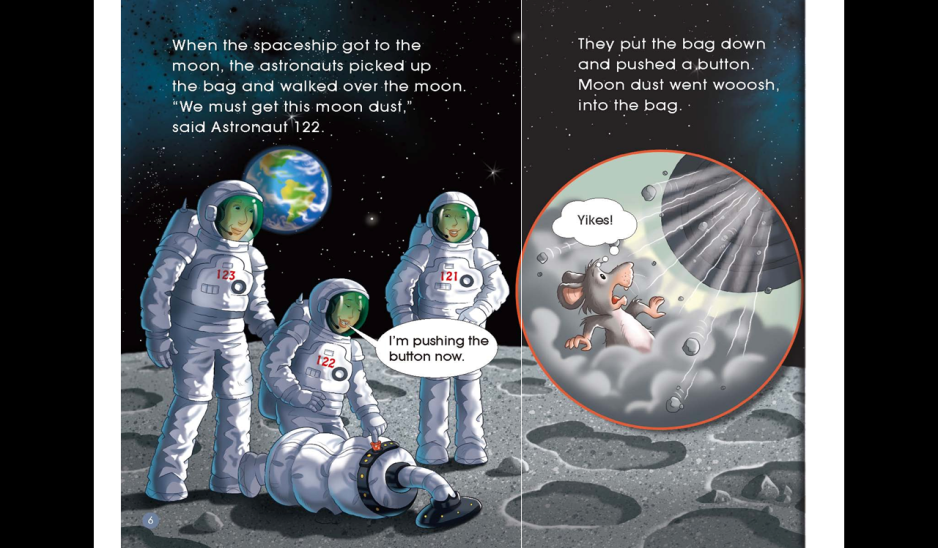 When the spaceship got to the
moon, the astronauts picked up
the bag and walked over the moon.
“We must get this moon dust,”
said Astronaut 122.
123
121
122
I’m pushing the
button now.
6
They put the bag down
and pushed a button.
Moon dust went wooosh,
into the bag.
Yikes!